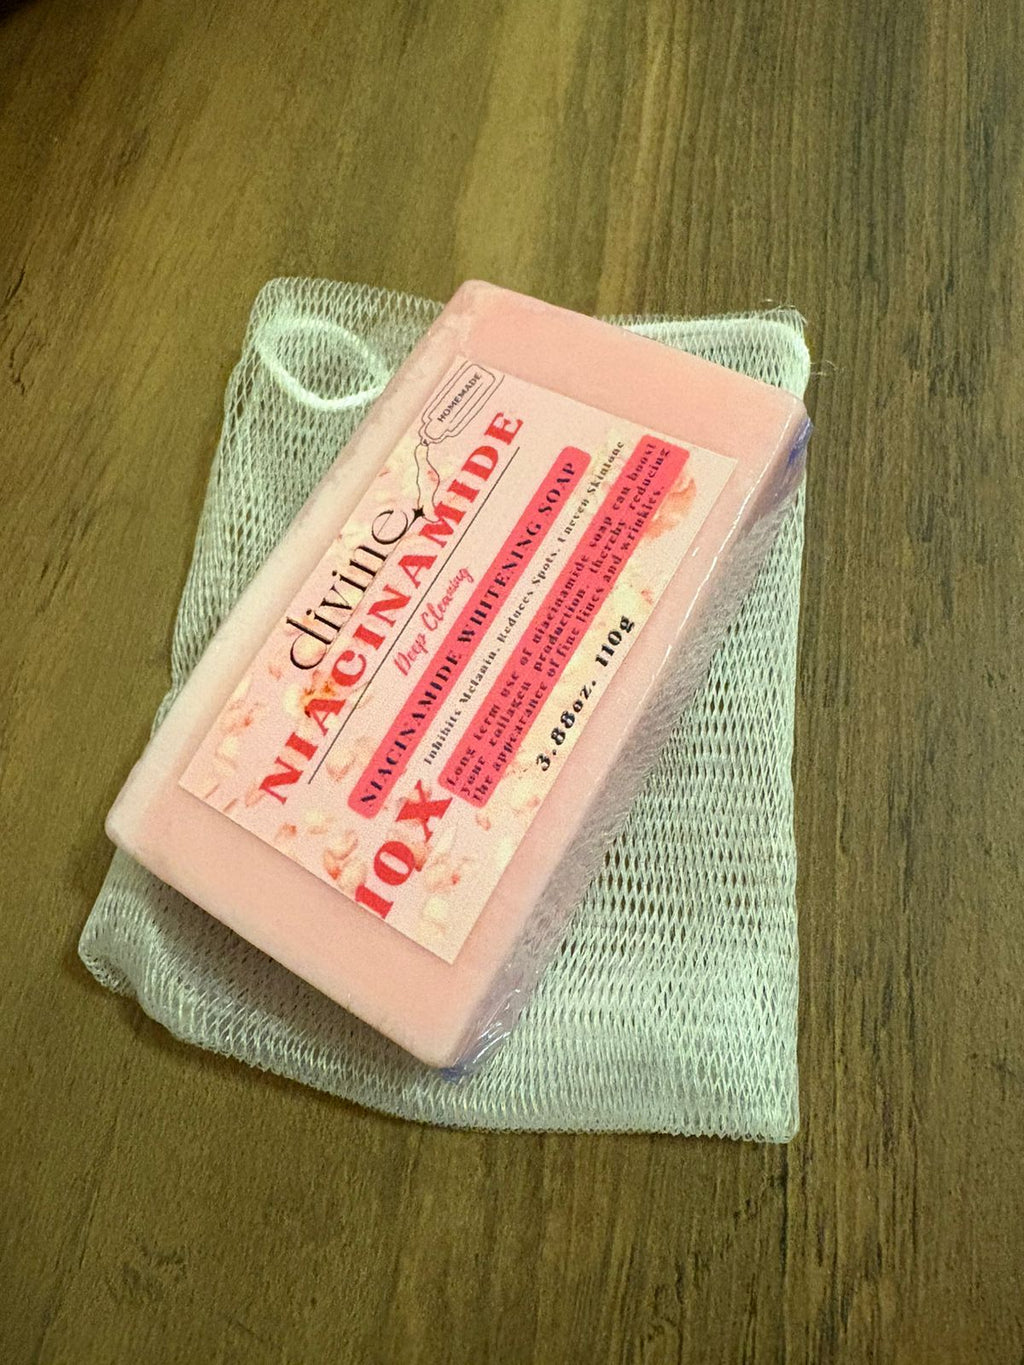 HOMEMADE
divine
NIACINAMIDE
Deep Cleansing
NIACINAMIDE WHITENING SOAP
Inhibits Melanin, Reduces Spots, Uneven Skintone
Long term use of niacinamide soap can boost
your collagen production, thereby reducing
the appearance of fine lines and wrinkles.
10X
3.88oz. 110g